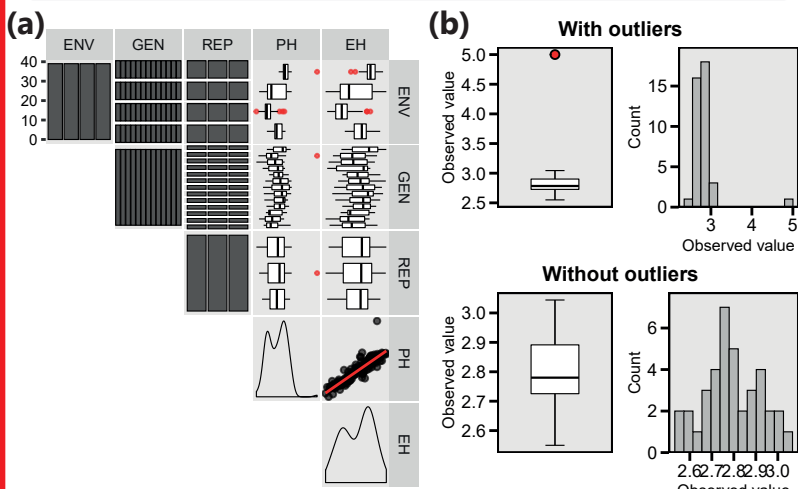 (a)
ENV GEN REP PH EH
40
30
20
10
0
ENV
GEN
REP
PH
EH
(b)
With outliers
Observed value
5.0
4.5
4.0
3.5
3.0
2.5
Count
15
10
5
0
3 4 5
Observed value
Without outliers
Observed value
3.0
2.9
2.8
2.7
2.6
Count
6
4
2
0
2.6 2.7 2.8 2.9 3.0
Observed value